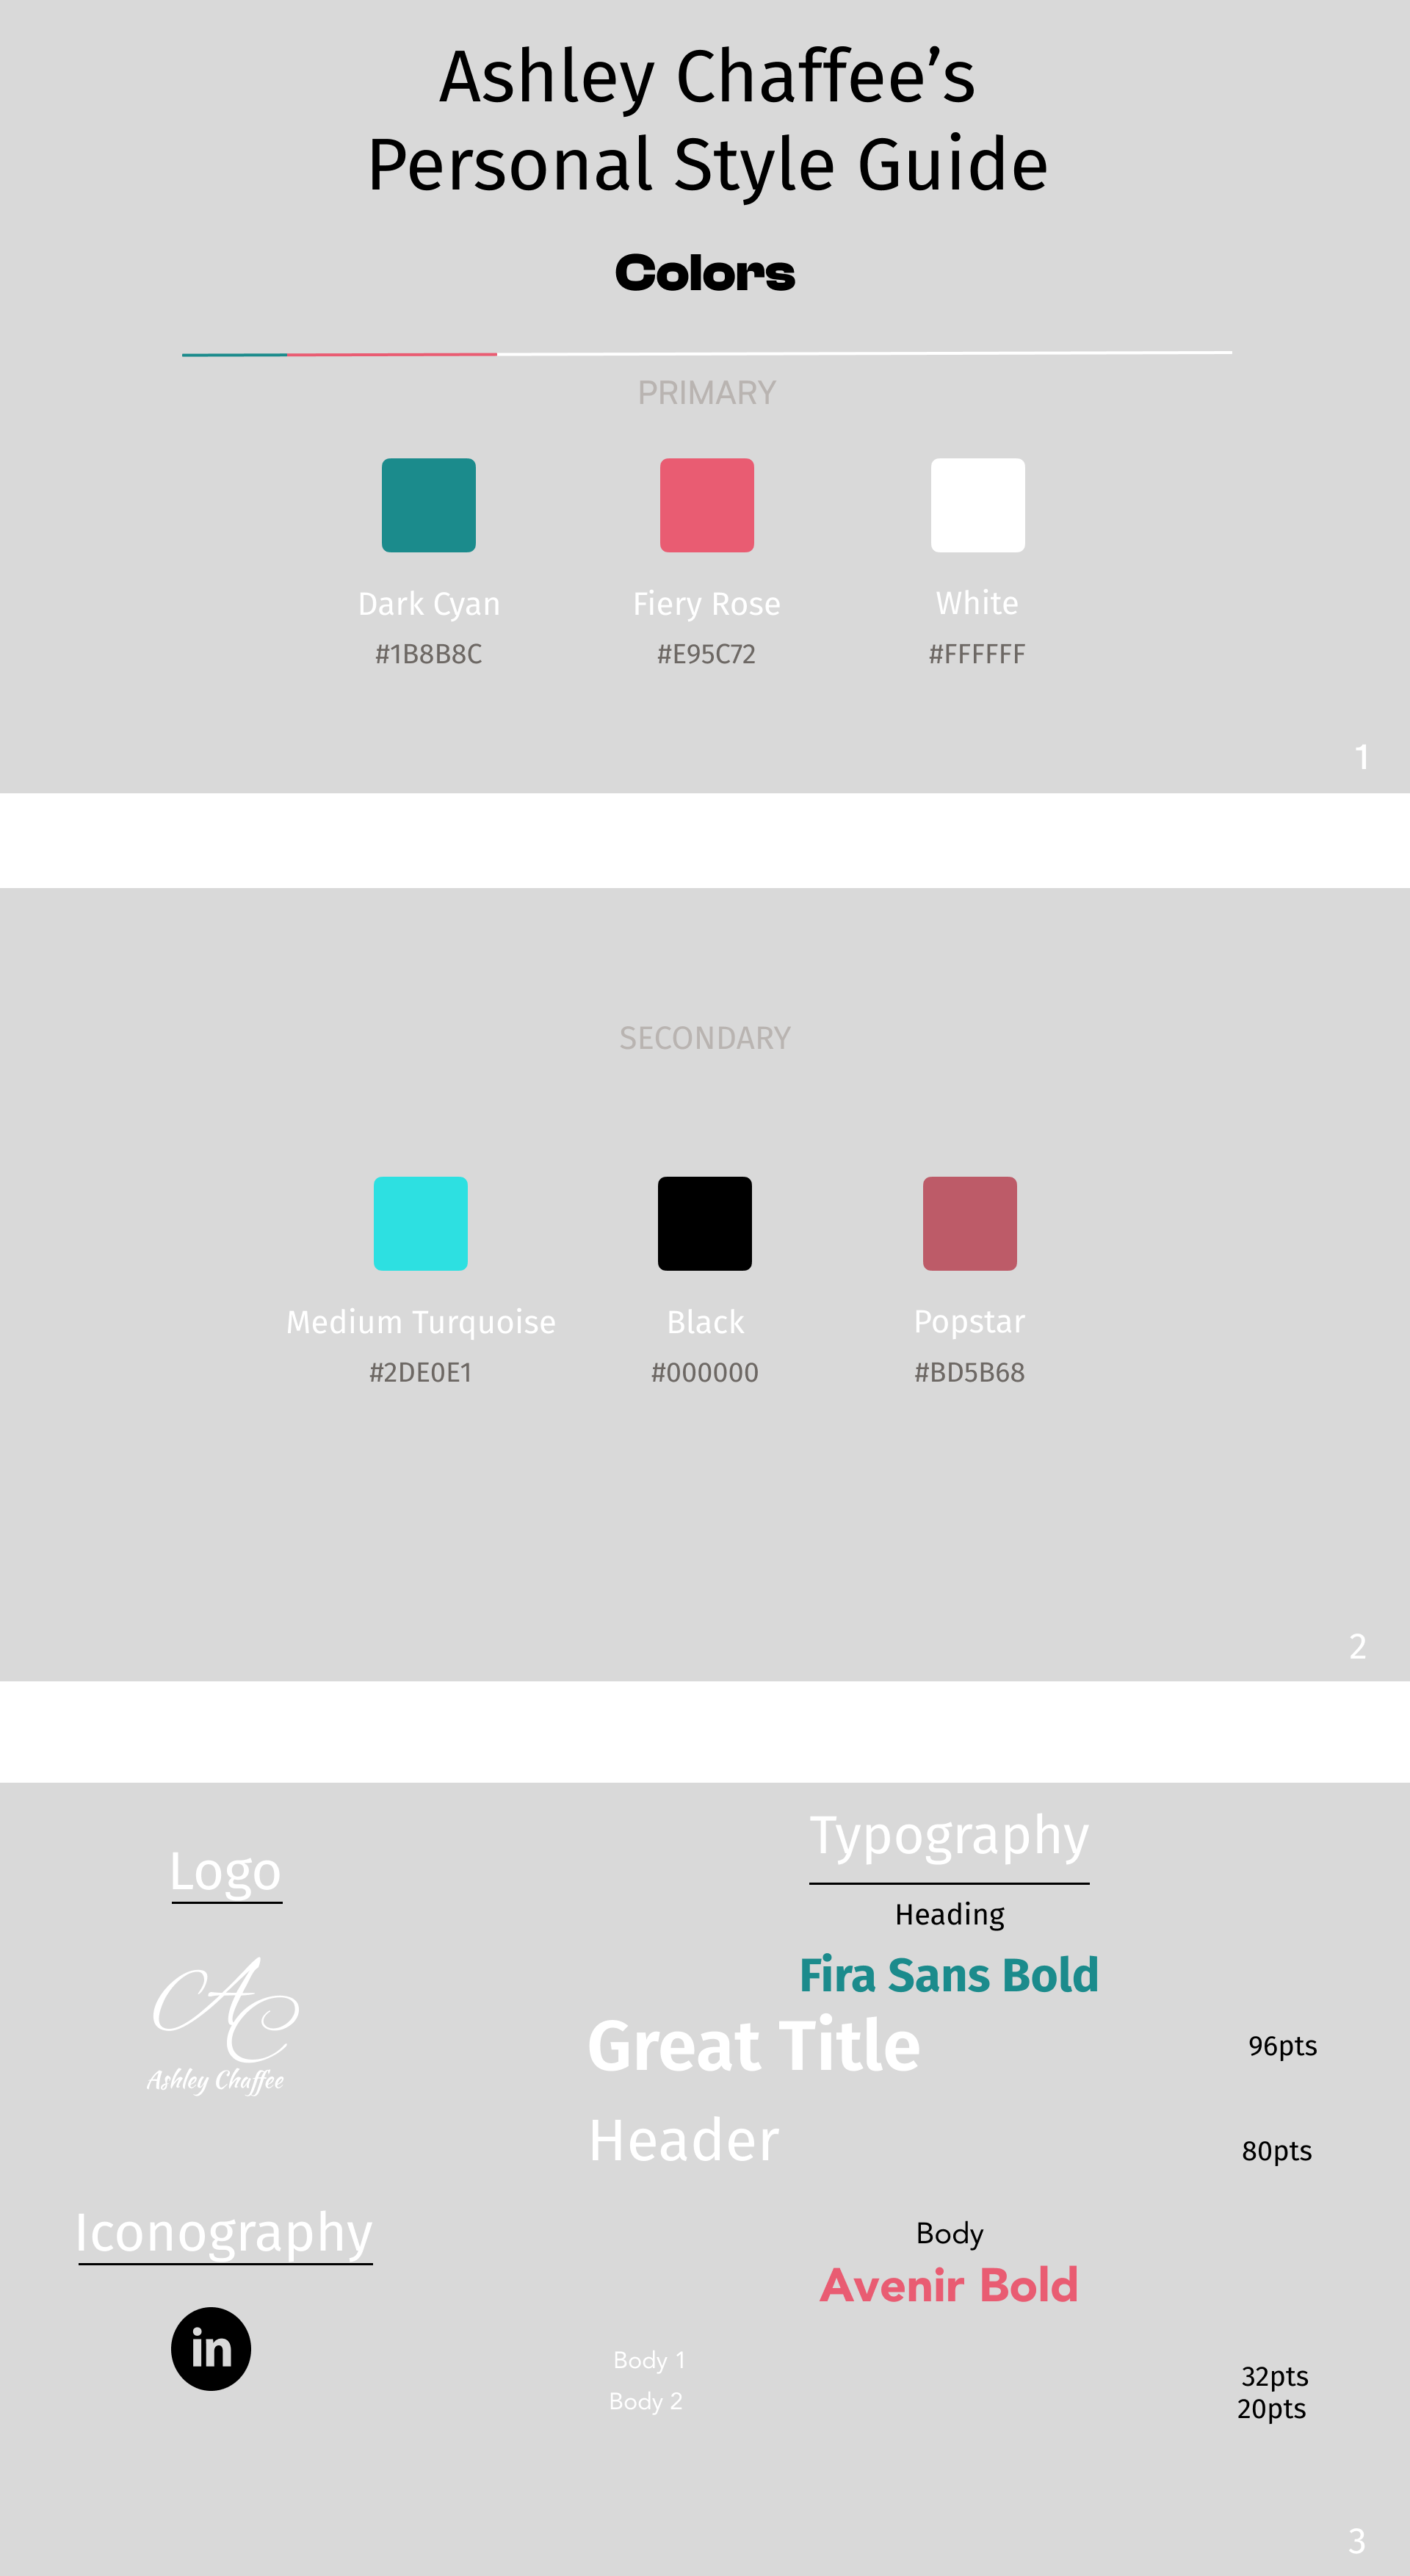 Ashley Chaffee’s
Personal Style Guide
Colors
PRIMARY
Dark Cyan
Fiery Rose
White
#1B8B8C
#E95C72
#FFFFFF
1
SECONDARY
Medium Turquoise
Black
Popstar
#2DE0E1
#000000
#BD5B68
2
Logo
AC
Ashley Chaffee
Iconography
in
Typography
Heading
Fira Sans Bold
Great Title
96pts
Header
80pts
Body
Avenir Bold
Body 1
32pts
Body 2
20pts
3